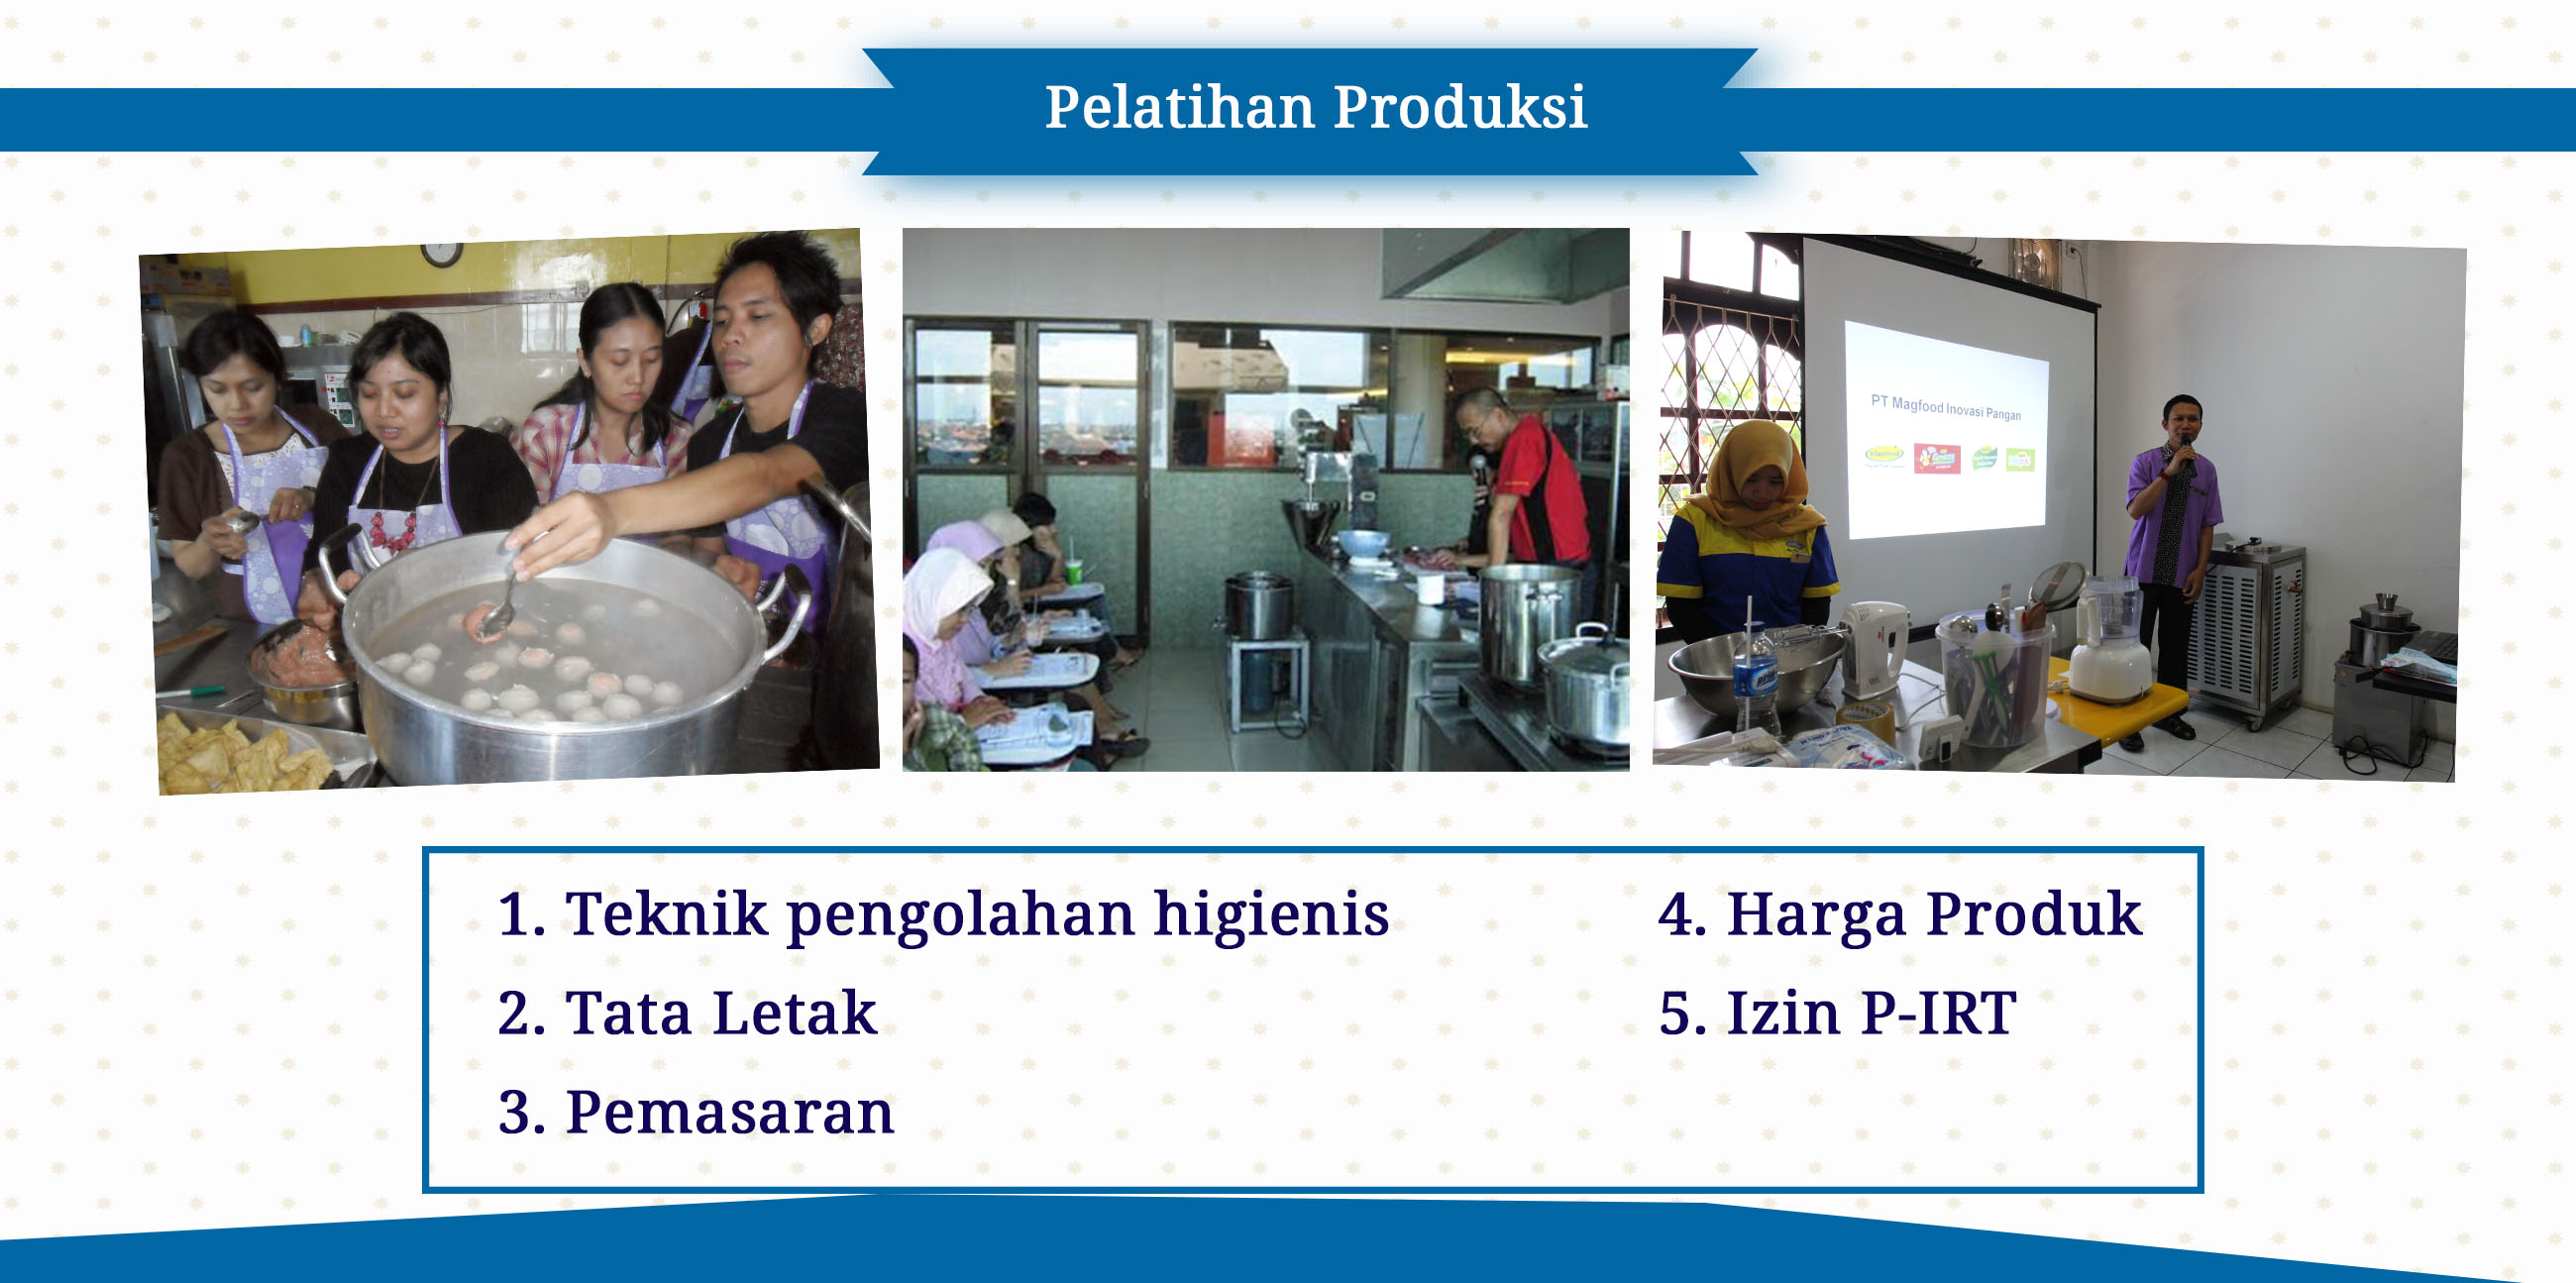 Pelatihan Produksi
PT Magfood Inovasi Pangan
Magfood
1. Teknik pengolahan higienis
2. Tata Letak
3. Pemasaran
4. Harga Produk
5. Izin P-IRT